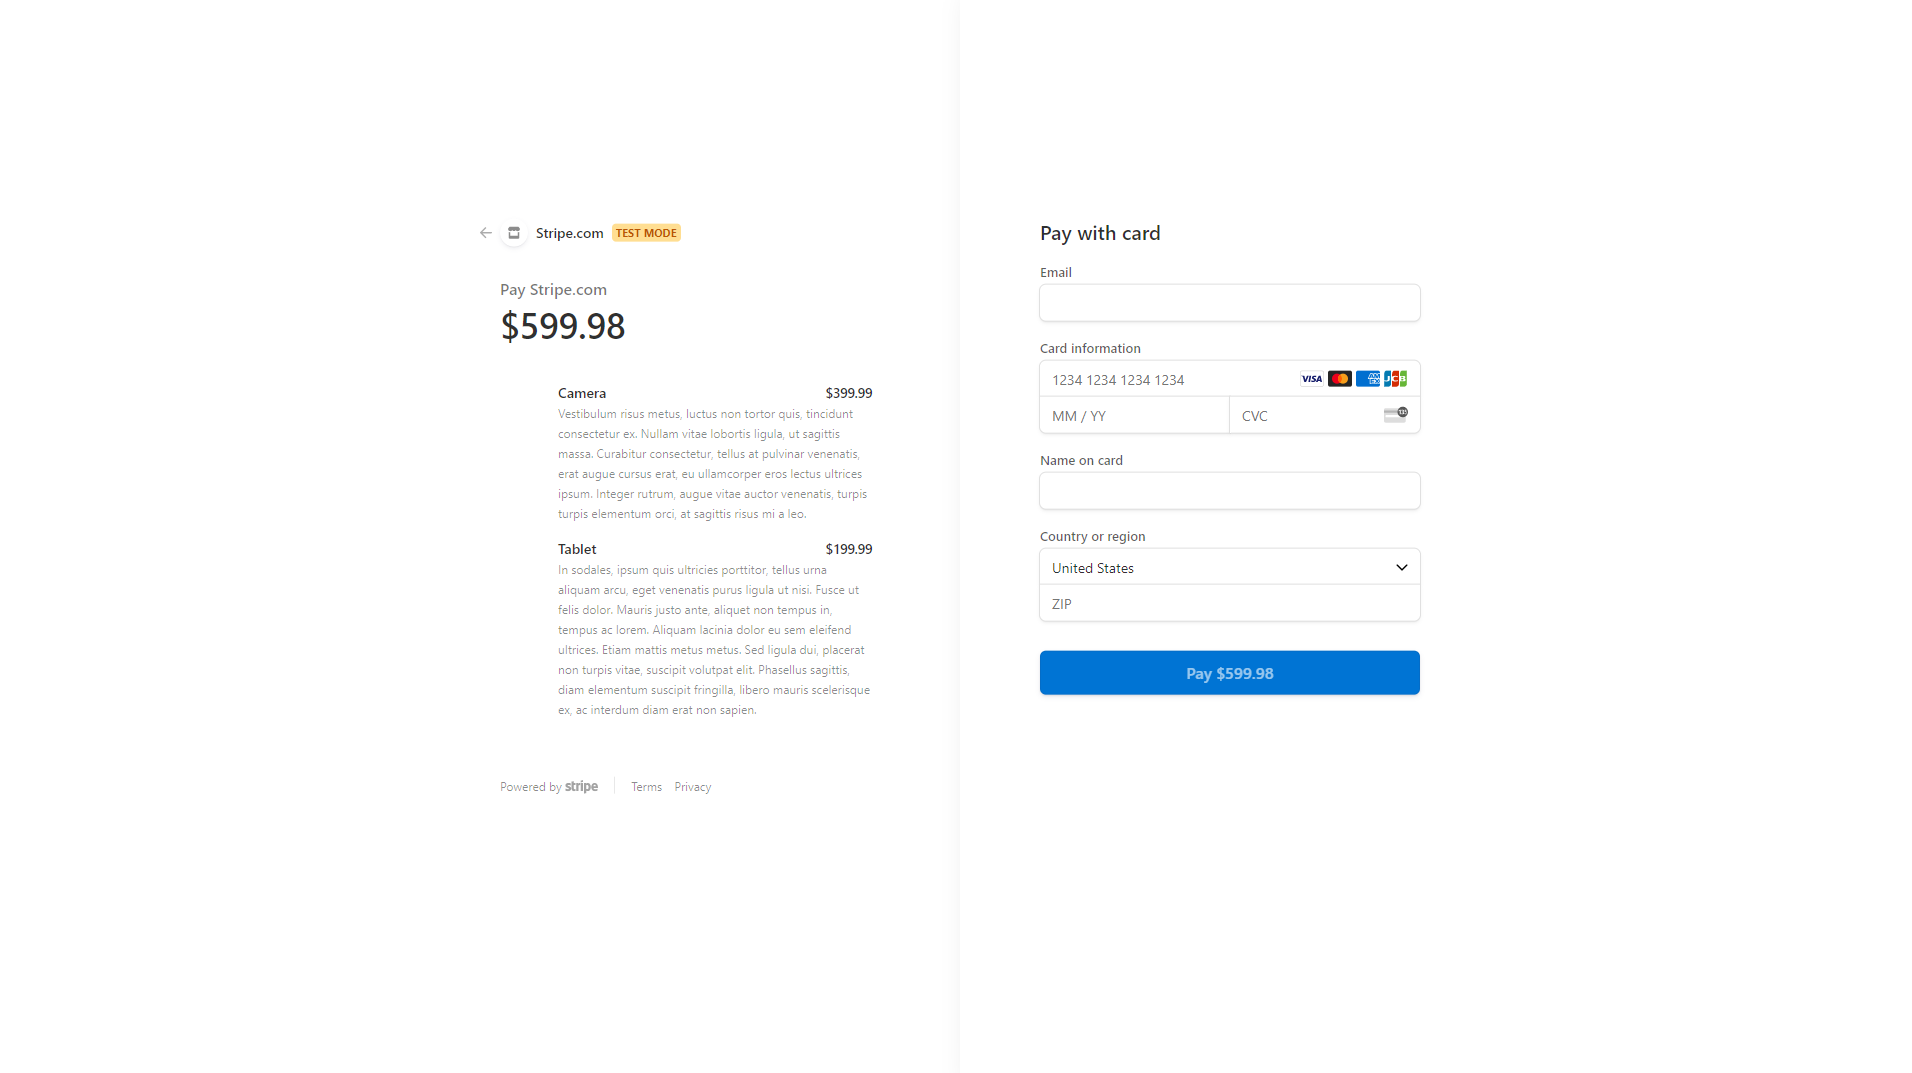 Stripe.com TEST MODE
Pay Stripe.com
$599.98
Camera $399.99
Vestibulum risus metus, luctus non tortor quis, tincidunt
consectetur ex. Nullam vitae lobortis ligula, ut sagittis
massa. Curabitur consectetur, tellus at pulvinar venenatis,
erat augue cursus erat, eu ullamcorper eros lectus ultrices
ipsum. Integer rutrum, augue vitae auctor venenatis, turpis
turpis elementum orci, at sagittis risus mi a leo.
Tablet $199.99
In sodales, ipsum quis ultricies porttitor, tellus urna
aliquam arcu, eget venenatis purus ligula ut nisi. Fusce ut
felis dolor. Mauris justo ante, aliquet non tempus in,
tempus ac lorem. Aliquam lacinia dolor eu sem eleifend
ultrices. Etiam mattis metus metus. Sed ligula dui, placerat
non turpis vitae, suscipit volutpat elit. Phasellus sagittis,
diam elementum suscipit fringilla, libero mauris scelerisque
ex, ac interdum diam erat non sapien.
Powered by stripe Terms Privacy
Pay with card
Email
Card information
1234 1234 1234 1234 VISA AMEX JCB
MM / YY CVC 135
Name on card
Country or region
United States
ZIP
Pay $599.98